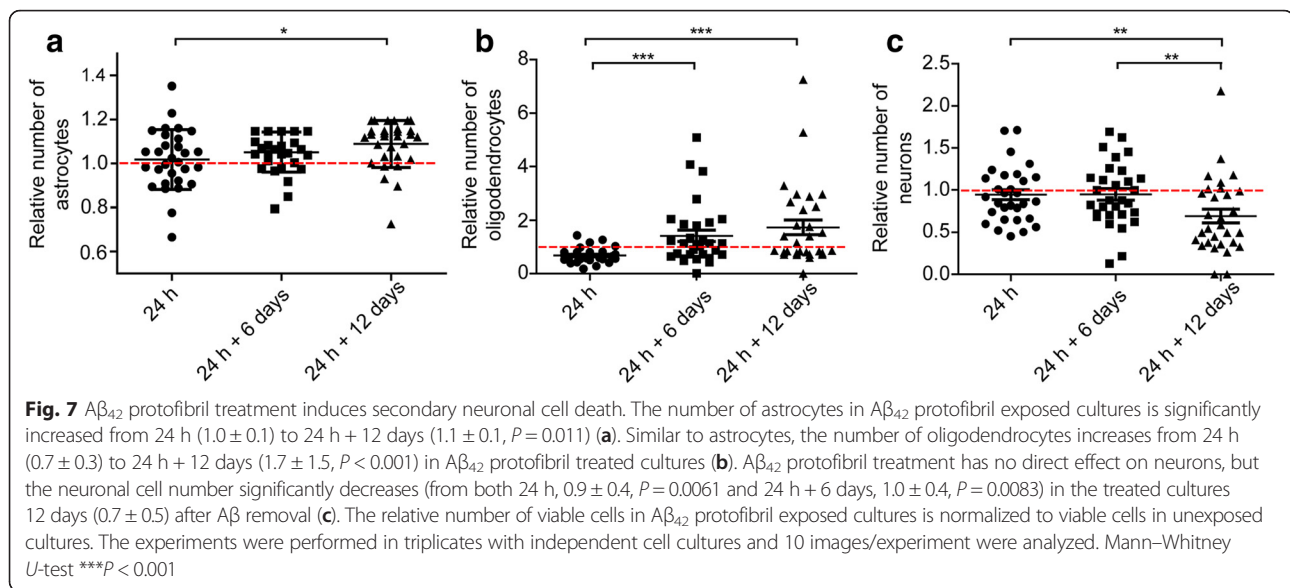 a
b
c
*
***
***
**
**
Relative number of
astrocytes
1.4
1.2
1.0
0.8
0.6
24 h
24 h + 6 days
24 h + 12 days
Relative number of
oligodendrocytes
8
6
4
2
0
24 h
24 h + 6 days
24 h + 12 days
Relative number of
neurons
2.5
2.0
1.5
1.0
0.5
0.0
24 h
24 h + 6 days
24 h + 12 days
Fig. 7 Aβ₄₂ protofibril treatment induces secondary neuronal cell death. The number of astrocytes in Aβ₄₂ protofibril exposed cultures is significantly
increased from 24 h (1.0 ± 0.1) to 24 h + 12 days (1.1 ± 0.1, P = 0.011) (a). Similar to astrocytes, the number of oligodendrocytes increases from 24 h
(0.7 ± 0.3) to 24 h + 12 days (1.7 ± 1.5, P < 0.001) in Aβ₄₂ protofibril treated cultures (b). Aβ₄₂ protofibril treatment has no direct effect on neurons, but
the neuronal cell number significantly decreases (from both 24 h, 0.9 ± 0.4, P = 0.0061 and 24 h + 6 days, 1.0 ± 0.4, P = 0.0083) in the treated cultures
12 days (0.7 ± 0.5) after Aβ removal (c). The relative number of viable cells in Aβ₄₂ protofibril exposed cultures is normalized to viable cells in unexposed
cultures. The experiments were performed in triplicates with independent cell cultures and 10 images/experiment were analyzed. Mann–Whitney
U-test ***P < 0.001